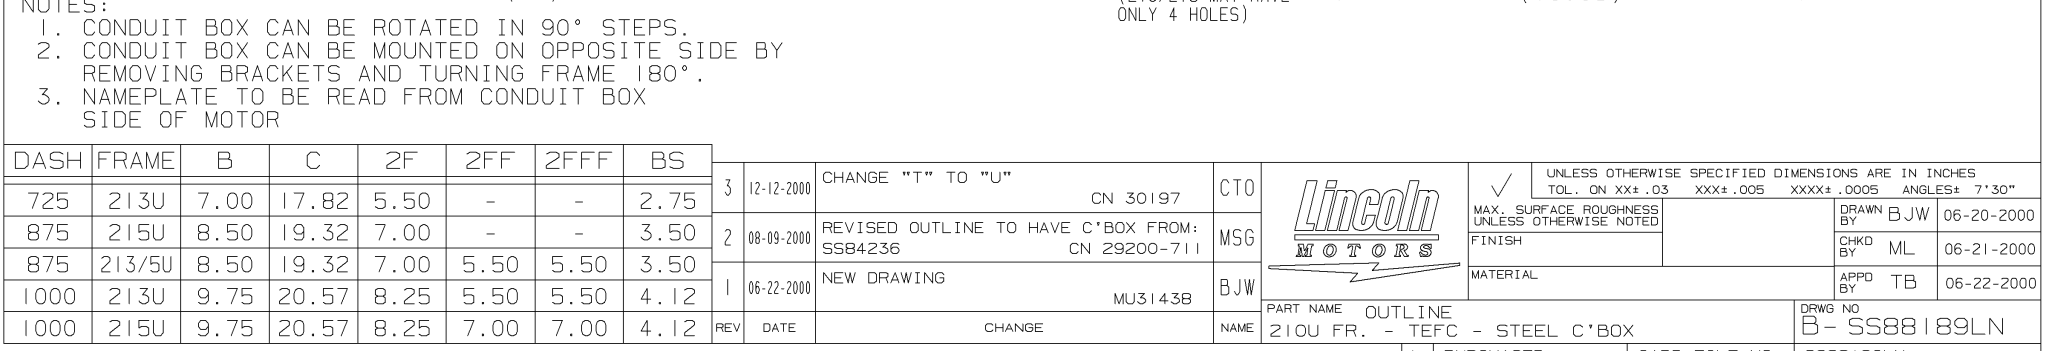 NOTES:
ONLY 4 HOLES)
1. CONDUIT BOX CAN BE ROTATED IN 90° STEPS.
2. CONDUIT BOX CAN BE MOUNTED ON OPPOSITE SIDE BY
REMOVING BRACKETS AND TURNING FRAME 180°.
3. NAMEPLATE TO BE READ FROM CONDUIT BOX
SIDE OF MOTOR
DASH FRAME B C 2F 2FF 2FFF BS
725 213U 7.00 17.82 5.50 - - 2.75
875 215U 8.50 19.32 7.00 - - 3.50
875 213/5U 8.50 19.32 7.00 5.50 5.50 3.50
1000 213U 9.75 20.57 8.25 5.50 5.50 4.12
1000 215U 9.75 20.57 8.25 7.00 7.00 4.12
3 12-12-2000 CHANGE "T" TO "U" CTO
CN 30197
2 08-09-2000 REVISED OUTLINE TO HAVE C'BOX FROM: MSG
SS84236 CN 29200-711
1 06-22-2000 NEW DRAWING BJW
MU31438
REV DATE CHANGE NAME
Lincoln
MOTORS
UNLESS OTHERWISE SPECIFIED DIMENSIONS ARE IN INCHES
TOL. ON XX± .03 XXX± .005 XXXX± .0005 ANGLES± 7'30"
MAX. SURFACE ROUGHNESS
UNLESS OTHERWISE NOTED
DRAWN BY BJW 06-20-2000
FINISH
CHKD BY ML 06-21-2000
MATERIAL
APPD BY TB 06-22-2000
PART NAME OUTLINE
210U FR. - TEFC - STEEL C'BOX
DRWG NO
B- SS88189LN